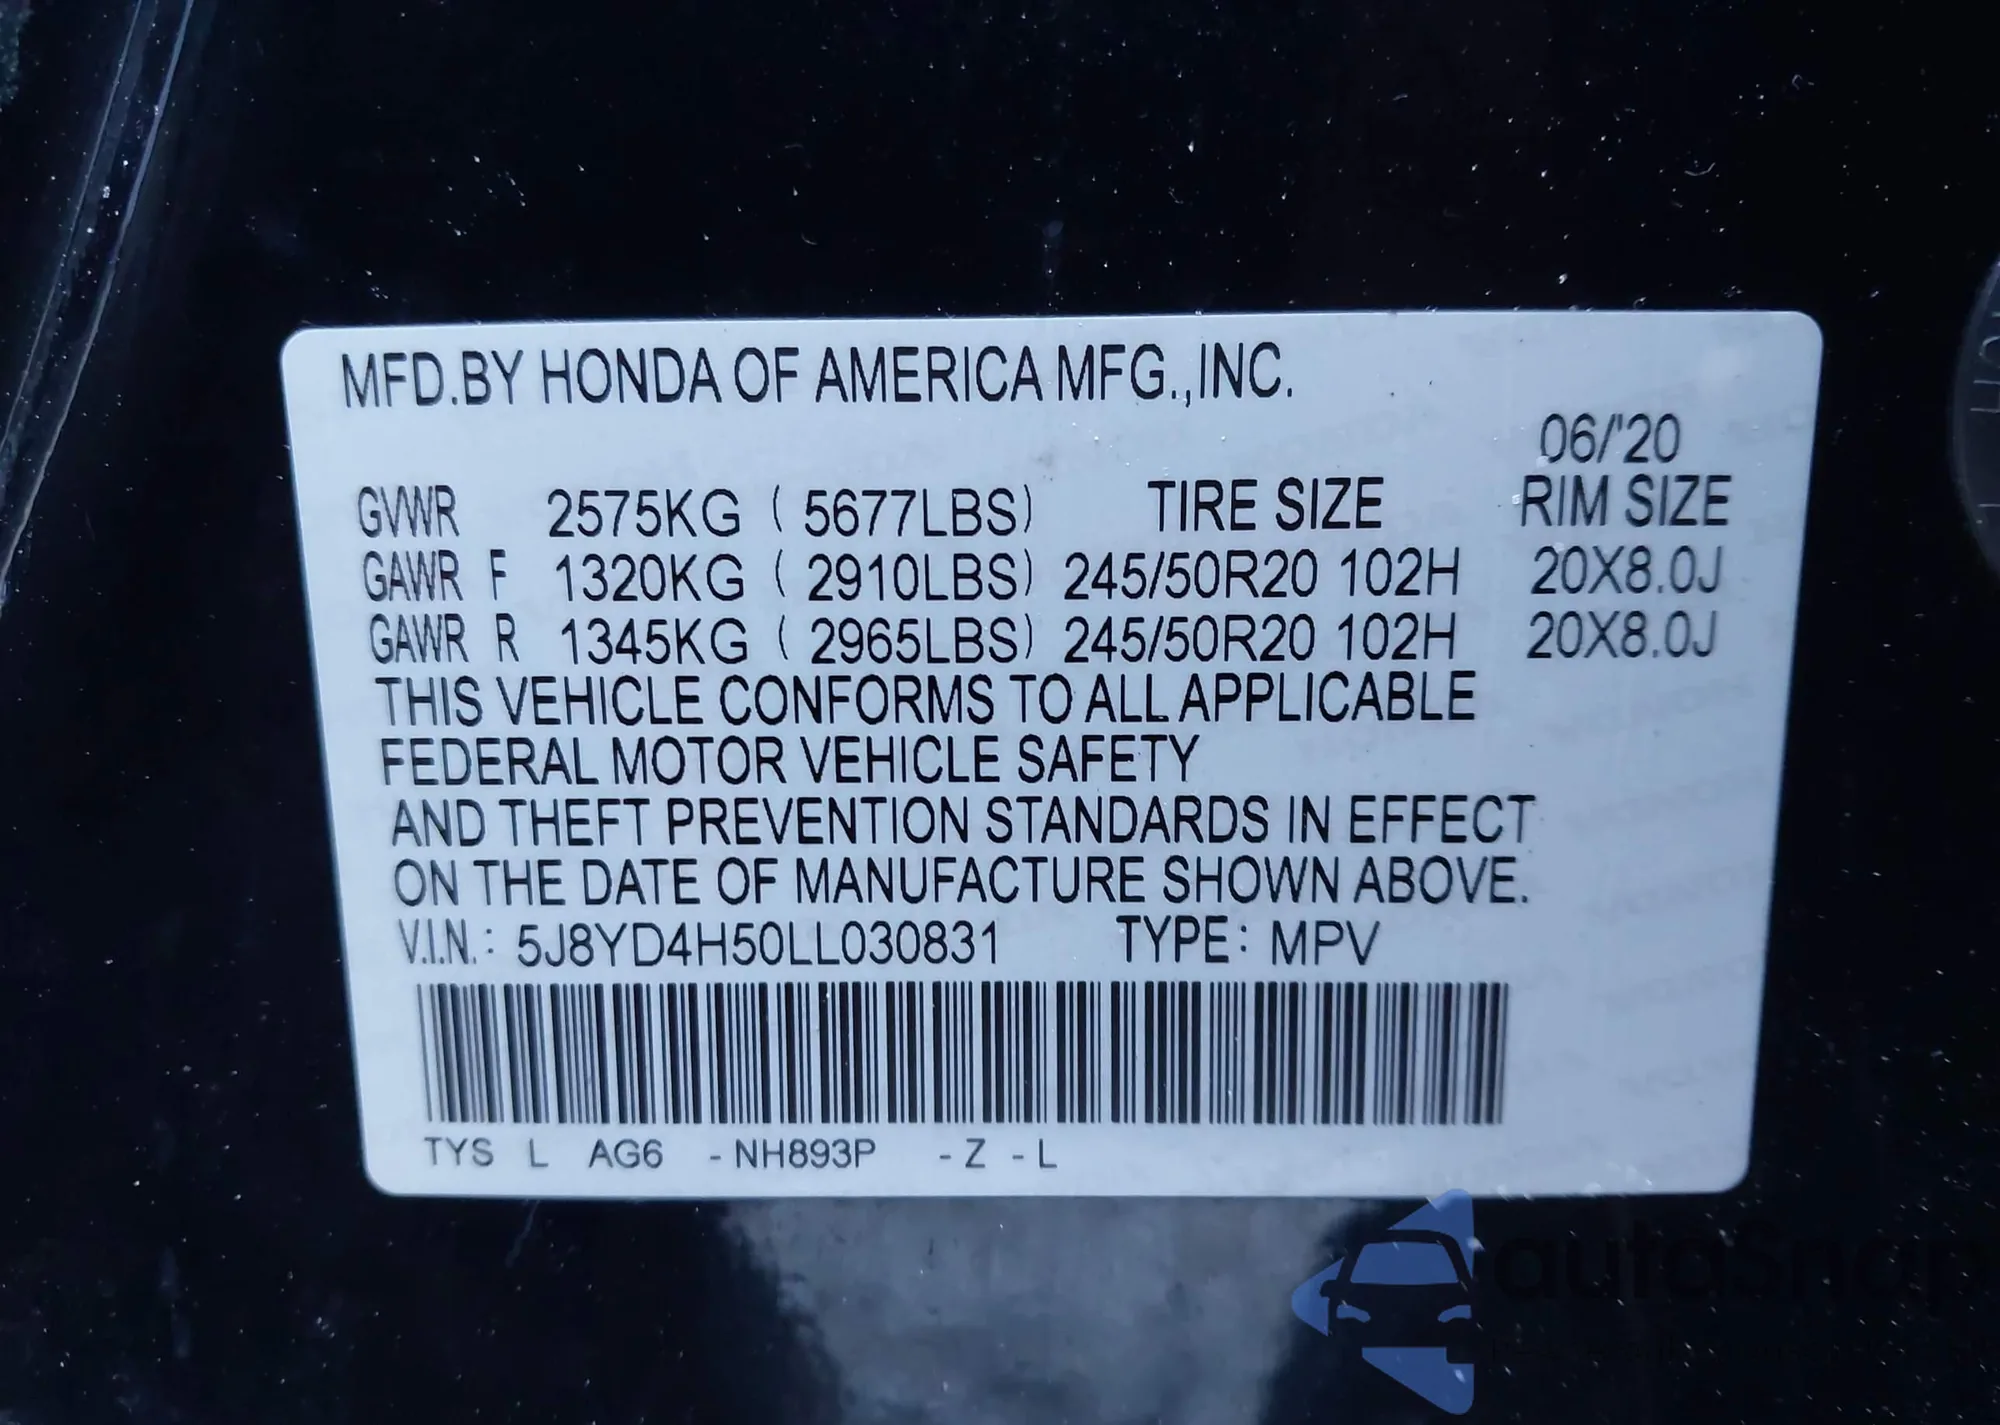 MFD.BY HONDA OF AMERICA MFG.,INC.
06/'20
GVWR 2575KG ( 5677LBS) TIRE SIZE RIM SIZE
GAWR F 1320KG ( 2910LBS) 245/50R20 102H 20X8.0J
GAWR R 1345KG ( 2965LBS) 245/50R20 102H 20X8.0J
THIS VEHICLE CONFORMS TO ALL APPLICABLE
FEDERAL MOTOR VEHICLE SAFETY
AND THEFT PREVENTION STANDARDS IN EFFECT
ON THE DATE OF MANUFACTURE SHOWN ABOVE.
V.I.N.: 5J8YD4H50LL030831 TYPE: MPV
TYS L AG6 -NH893P -Z -L
autoSnap